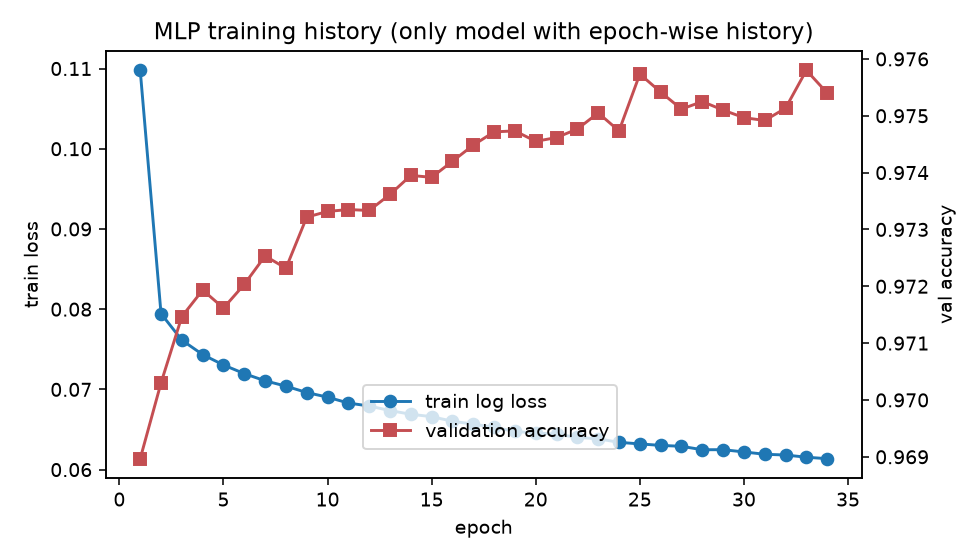 MLP training history (only model with epoch-wise history)
train loss
0.11
0.10
0.09
0.08
0.07
0.06
0.976
0.975
0.974
0.973
0.972
0.971
0.970
0.969
val accuracy
train log loss
validation accuracy
0 5 10 15 20 25 30 35
epoch